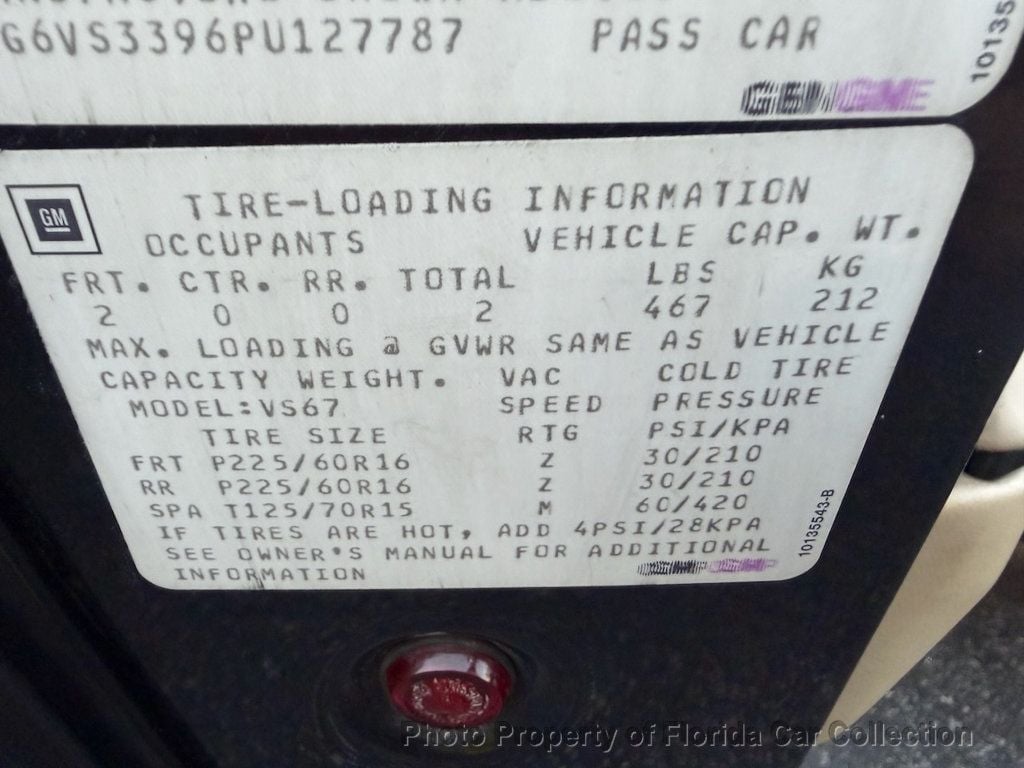 G6VS3396PU127787 PASS CAR
10135
GM
TIRE-LOADING INFORMATION
OCCUPANTS VEHICLE CAP. WT.
FRT. CTR. RR. TOTAL LBS KG
2 0 0 2 467 212
MAX. LOADING @ GVWR SAME AS VEHICLE
CAPACITY WEIGHT. VAC COLD TIRE
MODEL:VS67 SPEED PRESSURE
TIRE SIZE RTG PSI/KPA
FRT P225/60R16 Z 30/210
RR P225/60R16 Z 30/210
SPA T125/70R15 M 60/420
IF TIRES ARE HOT, ADD 4PSI/28KPA
SEE OWNER'S MANUAL FOR ADDITIONAL
INFORMATION
10135543-B
Photo Property of Florida Car Collection